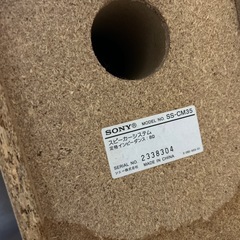 SONY® MODEL NO. SS-CM35
スピーカーシステム
定格インピーダンス：8Ω
SERIAL NO. 2338304
ソニー株式会社 MADE IN CHINA